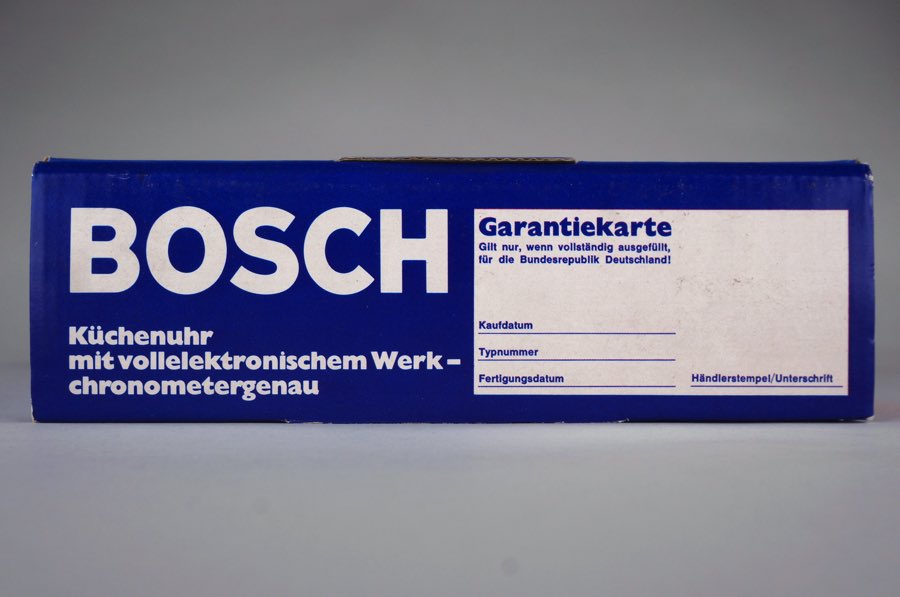 BOSCH
Küchenuhr
mit vollelektronischem Werk –
chronometergenau
Garantiekarte
Gilt nur, wenn vollständig ausgefüllt,
für die Bundesrepublik Deutschland!
Kaufdatum
Typnummer
Fertigungsdatum
Händlerstempel/Unterschrift